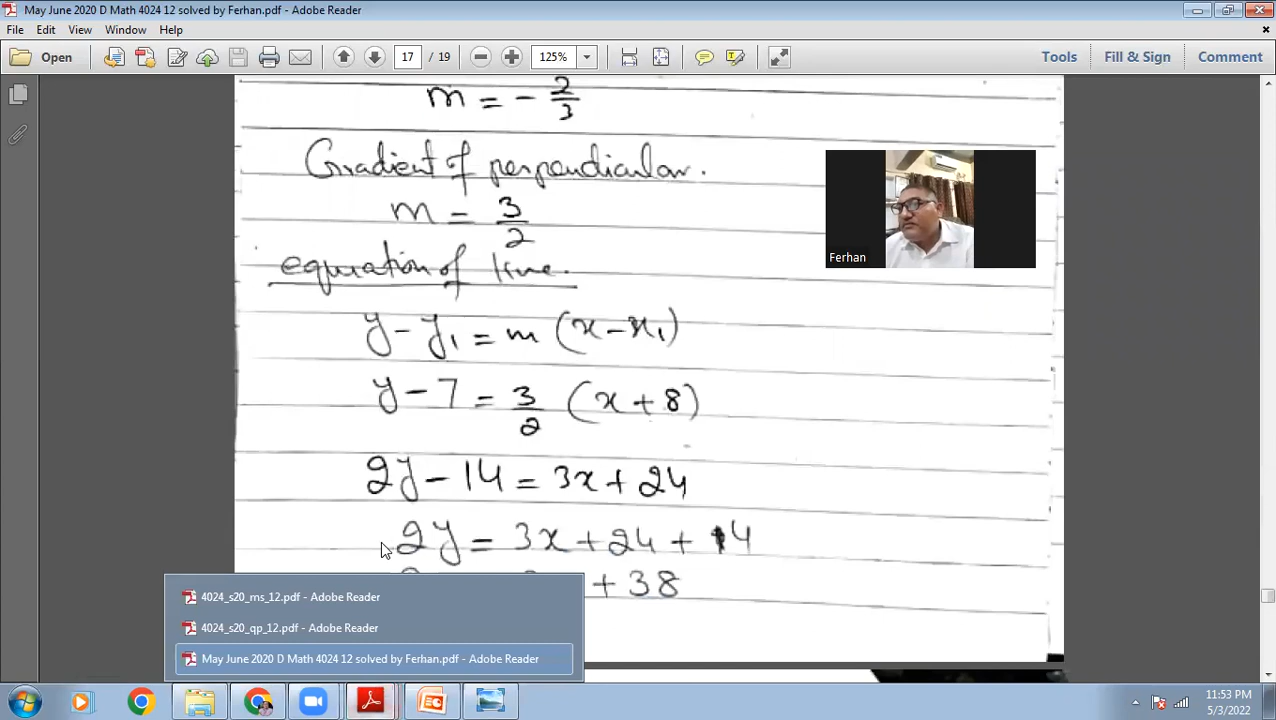 May June 2020 D Math 4024 12 solved by Ferhan.pdf - Adobe Reader
File Edit View Window Help
Open 17 / 19 125% Tools Fill & Sign Comment
m = - 2/3
Gradient of perpendicular.
m = 3/2
equation of line.
Ferhan
y - y₁ = m (x - x₁)
y - 7 = 3/2 (x + 8)
2y - 14 = 3x + 24
2y = 3x + 24 + 14
+ 38
4024_s20_ms_12.pdf - Adobe Reader
4024_s20_qp_12.pdf - Adobe Reader
May June 2020 D Math 4024 12 solved by Ferhan.pdf - Adobe Reader
11:53 PM
5/3/2022